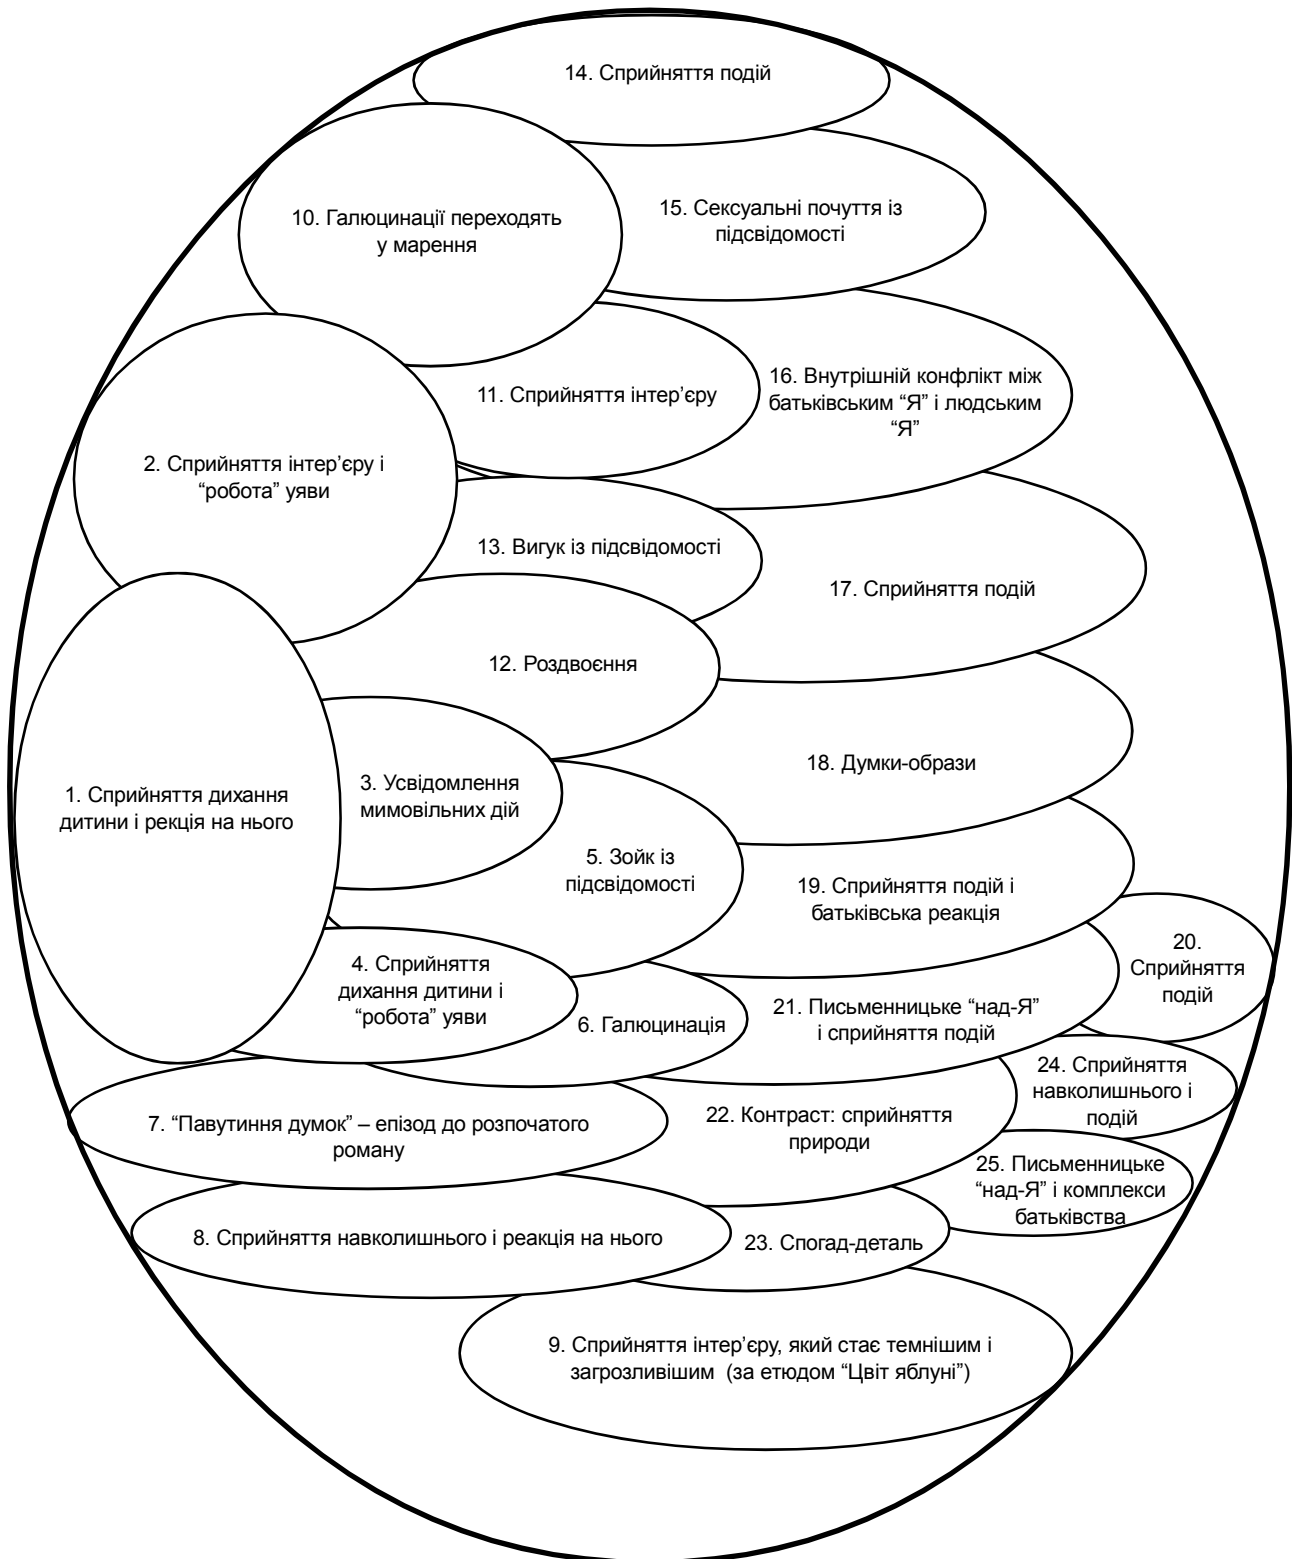 14. Сприйняття подій
10. Галюцинації переходять
у марення
15. Сексуальні почуття із
підсвідомості
11. Сприйняття інтер’єру
16. Внутрішній конфлікт між
батьківським “Я” і людським
“Я”
2. Сприйняття інтер’єру і
“робота” уяви
13. Вигук із підсвідомості
17. Сприйняття подій
12. Роздвоєння
18. Думки-образи
3. Усвідомлення
мимовільних дій
1. Сприйняття дихання
дитини і рекція на нього
5. Зойк із
підсвідомості
19. Сприйняття подій і
батьківська реакція
20.
Сприйняття
подій
4. Сприйняття
дихання дитини і
“робота” уяви
6. Галюцинація
21. Письменницьке “над-Я”
і сприйняття подій
24. Сприйняття
навколишнього і
подій
7. “Павутиння думок” – епізод до розпочатого
роману
22. Контраст: сприйняття
природи
25. Письменницьке
“над-Я” і комплекси
батьківства
8. Сприйняття навколишнього і реакція на нього
23. Спогад-деталь
9. Сприйняття інтер’єру, який стає темнішим і
загрозливішим (за етюдом “Цвіт яблуні”)